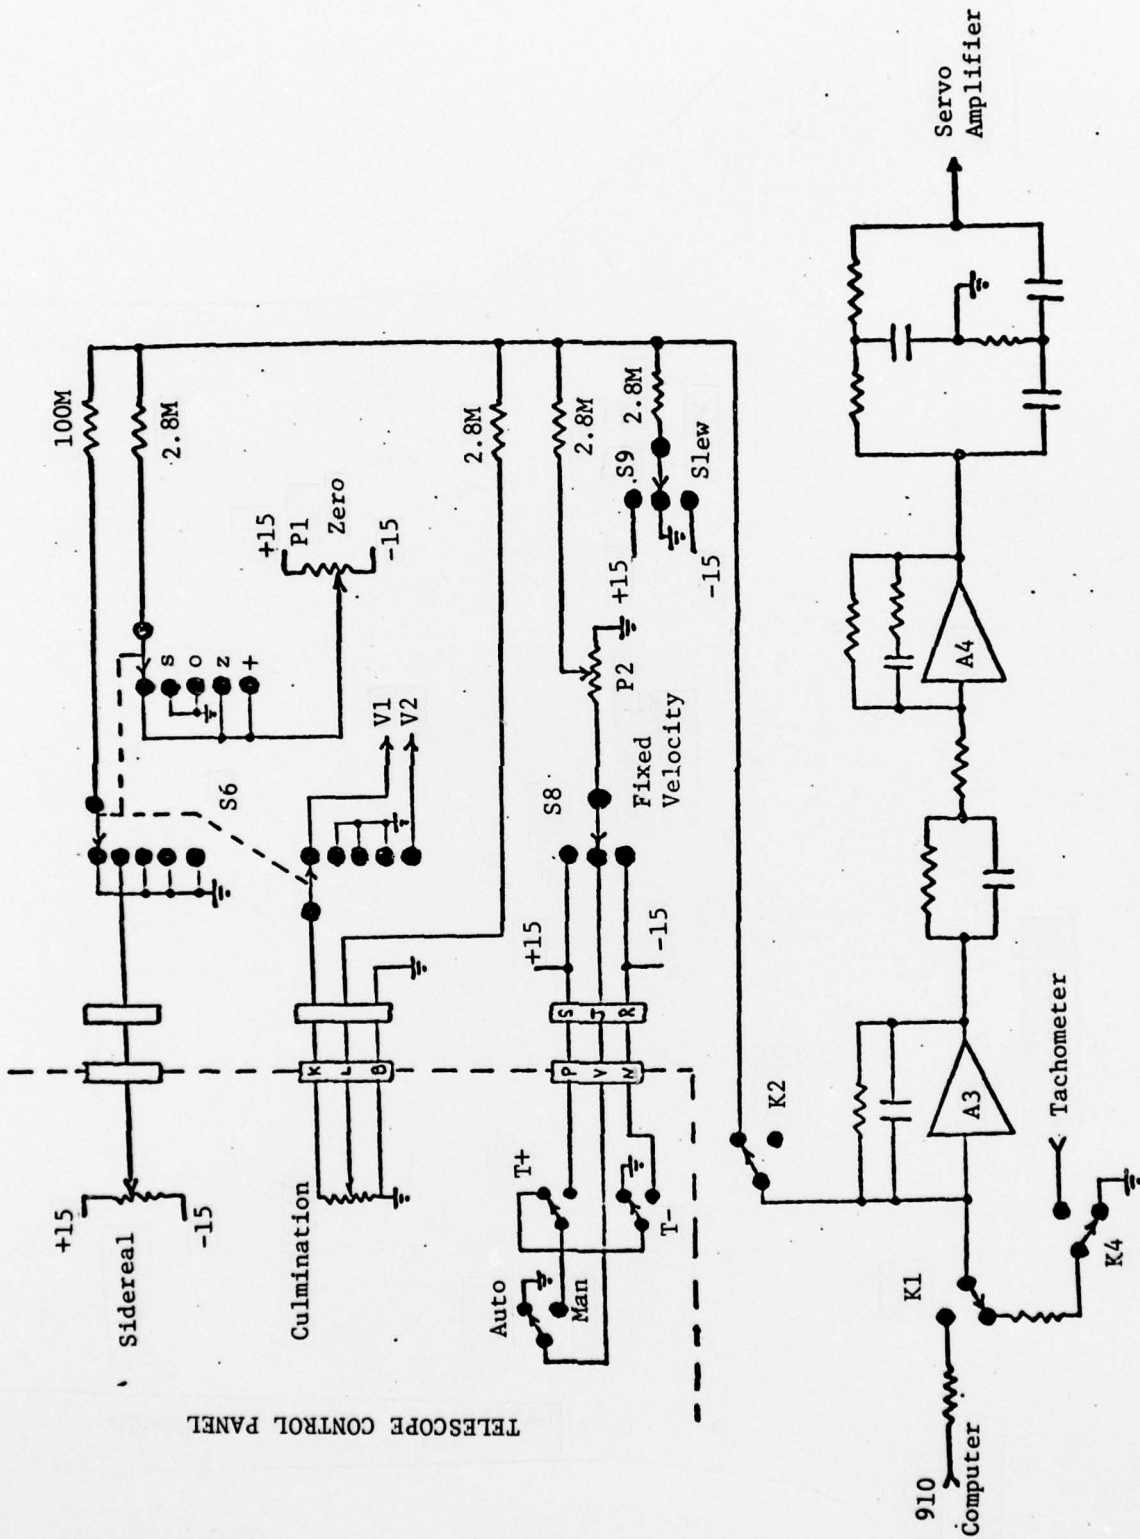 TELESCOPE CONTROL PANEL
Sidereal
+15
-15
Culmination
K
L
B
V1
V2
S6
100M
2.8M
s
o
z
+
+15
P1
Zero
-15
2.8M
Auto
Man
T+
T-
P
V
N
S
J
R
+15
-15
S8
Fixed
Velocity
P2
2.8M
+15
-15
S9
2.8M
Slew
K2
910
Computer
K1
K4
Tachometer
A3
A4
Servo
Amplifier